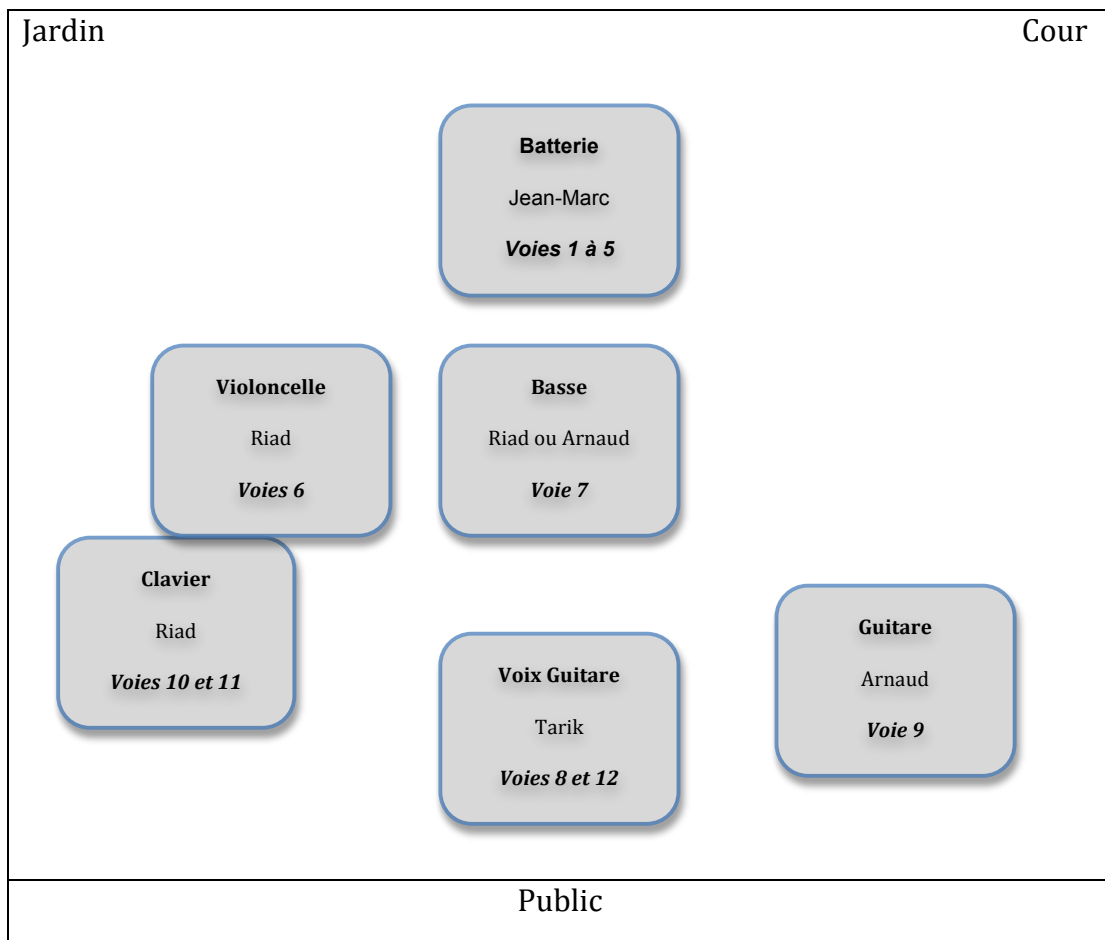 Jardin
Cour
Batterie
Jean-Marc
Voies 1 à 5
Violoncelle
Riad
Voies 6
Basse
Riad ou Arnaud
Voie 7
Clavier
Riad
Voies 10 et 11
Voix Guitare
Tarik
Voies 8 et 12
Guitare
Arnaud
Voie 9
Public